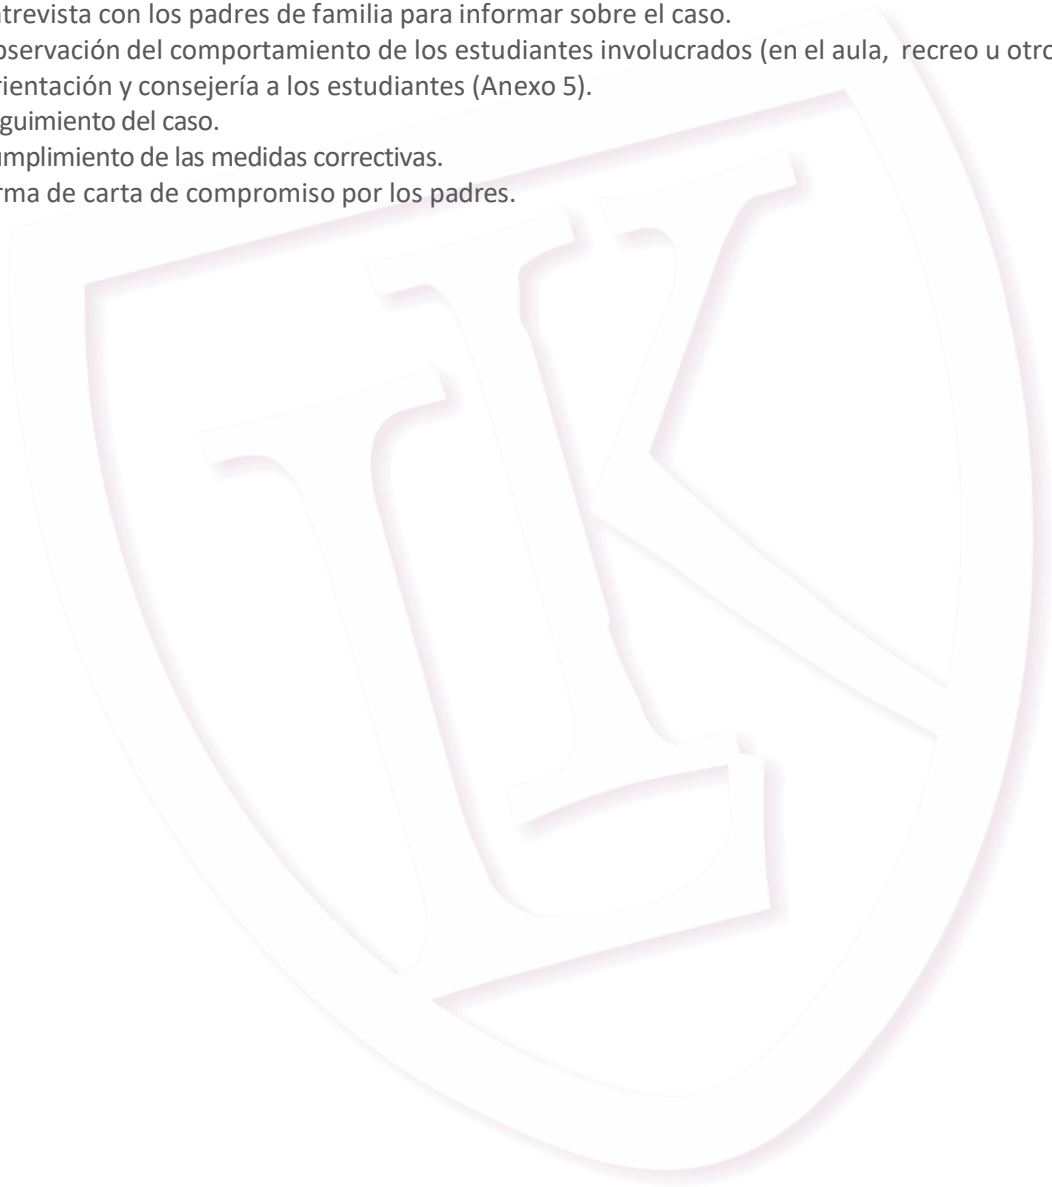 ntrevista con los padres de familia para informar sobre el caso.
bservación del comportamiento de los estudiantes involucrados (en el aula, recreo u otro
rientación y consejería a los estudiantes (Anexo 5).
guimiento del caso.
umplimiento de las medidas correctivas.
rma de carta de compromiso por los padres.
ILK